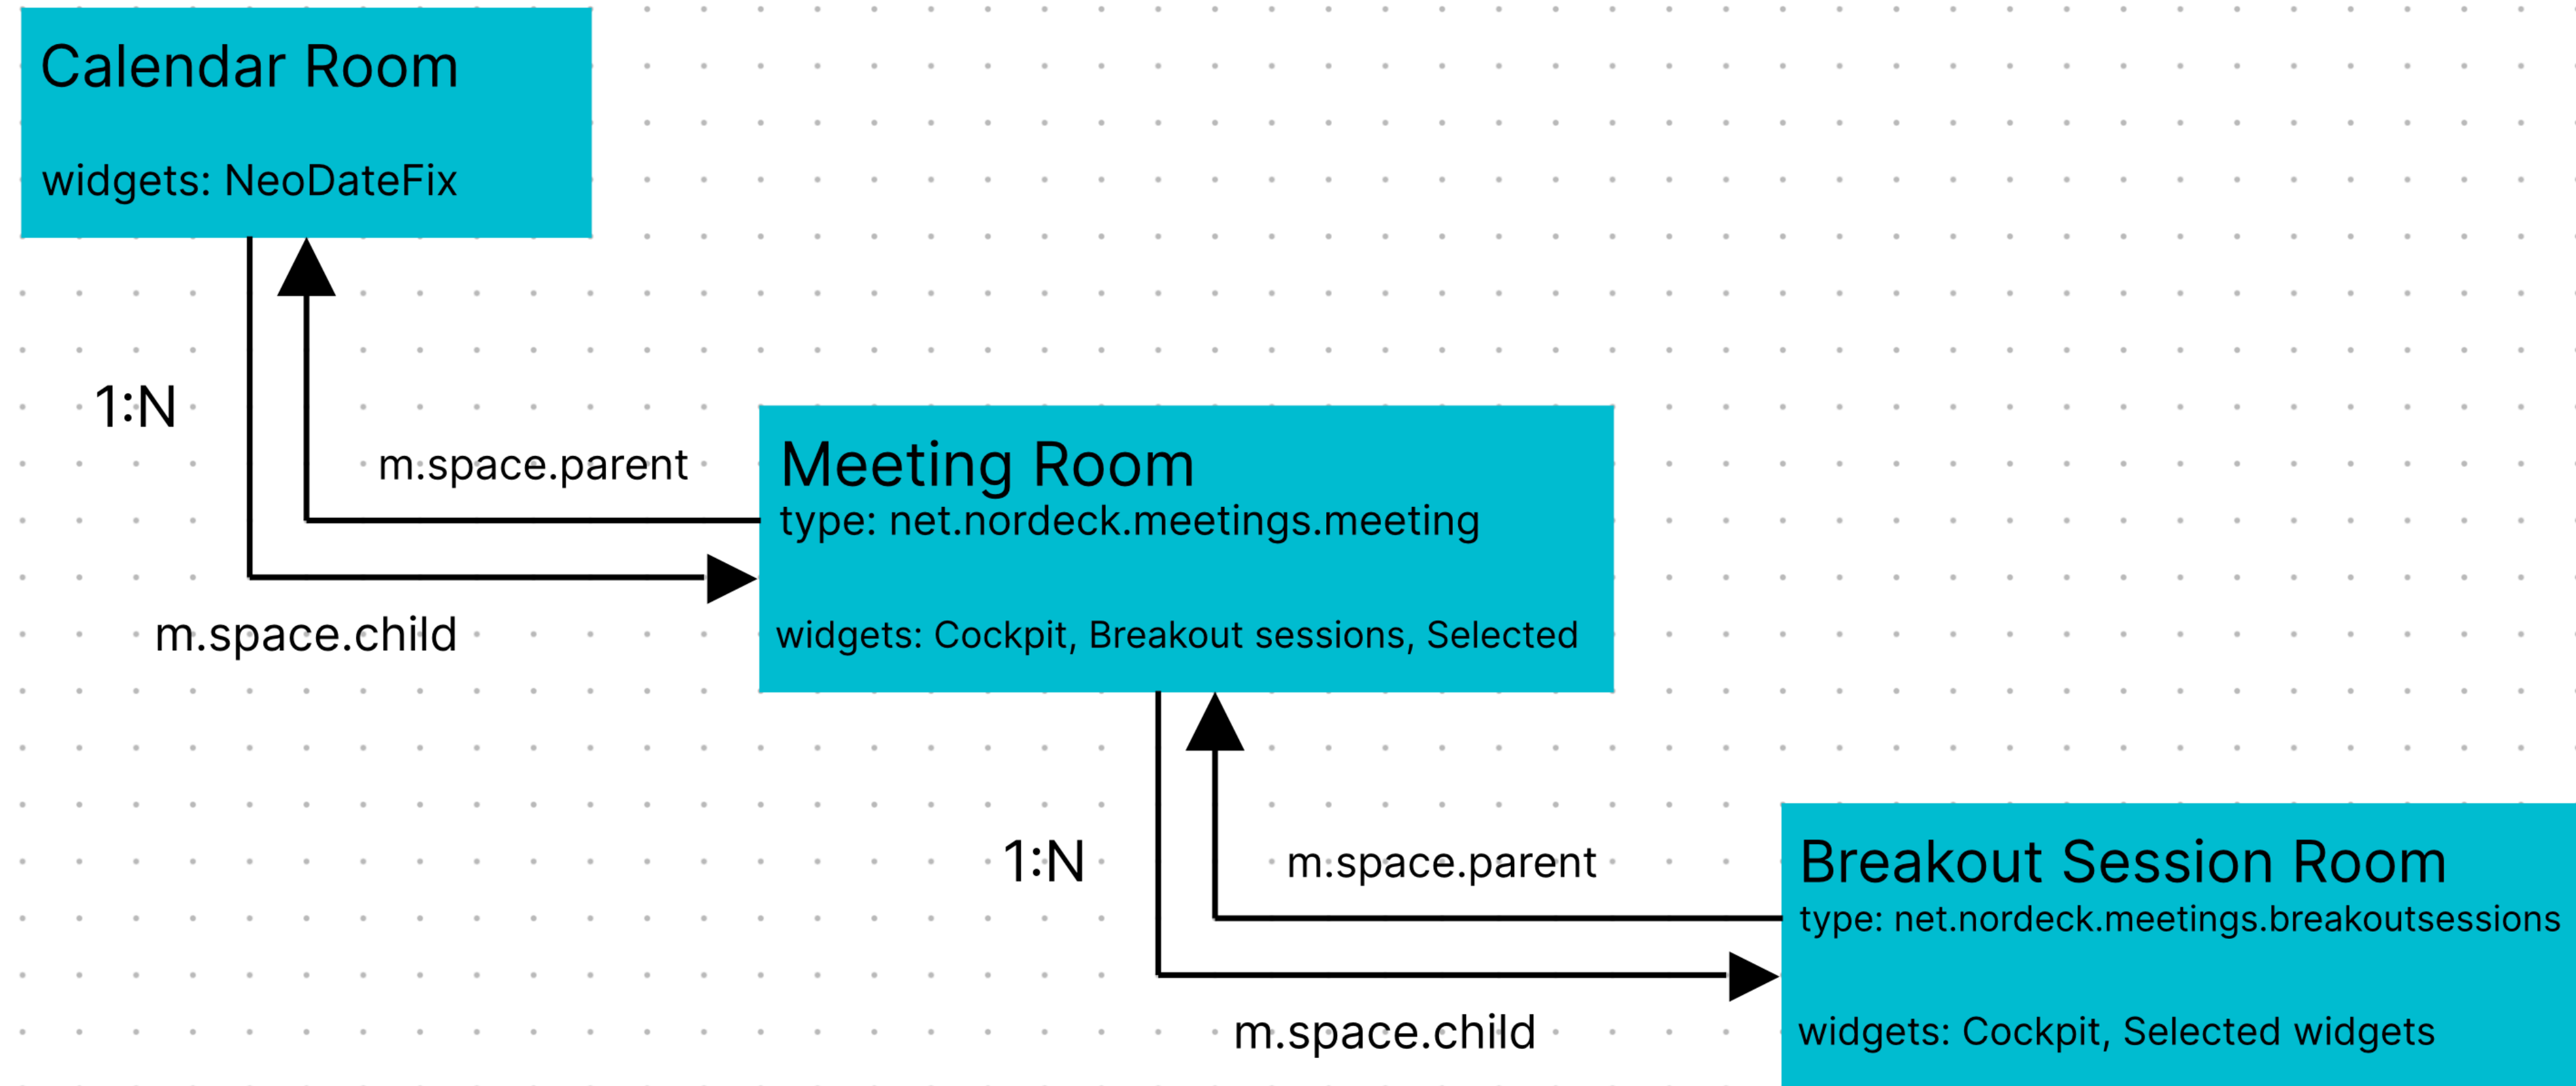 Calendar Room
widgets: NeoDateFix
1:N
m.space.parent
m.space.child
Meeting Room
type: net.nordeck.meetings.meeting
widgets: Cockpit, Breakout sessions, Selected
1:N
m.space.parent
m.space.child
Breakout Session Room
type: net.nordeck.meetings.breakoutsessions
widgets: Cockpit, Selected widgets